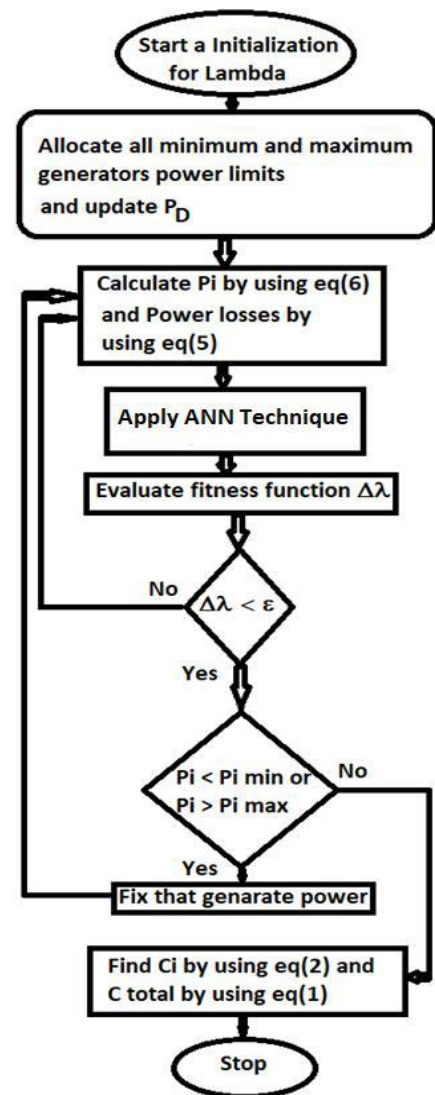 Start a Initialization
for Lambda
Allocate all minimum and maximum
generators power limits
and update PD
Calculate Pi by using eq(6)
and Power losses by
using eq(5)
Apply ANN Technique
Evaluate fitness function Δλ
No
Δλ < ε
Yes
Pi < Pi min or
Pi > Pi max
No
Yes
Fix that genarate power
Find Ci by using eq(2) and
C total by using eq(1)
Stop